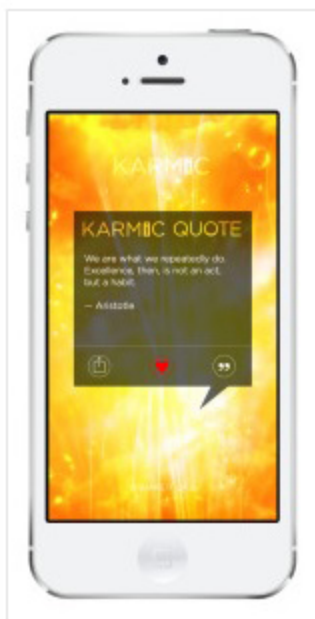 KARMIIC
KARMIIC QUOTE
We are what we repeatedly do.
Excellence, then, is not an act,
but a habit.
— Aristotle